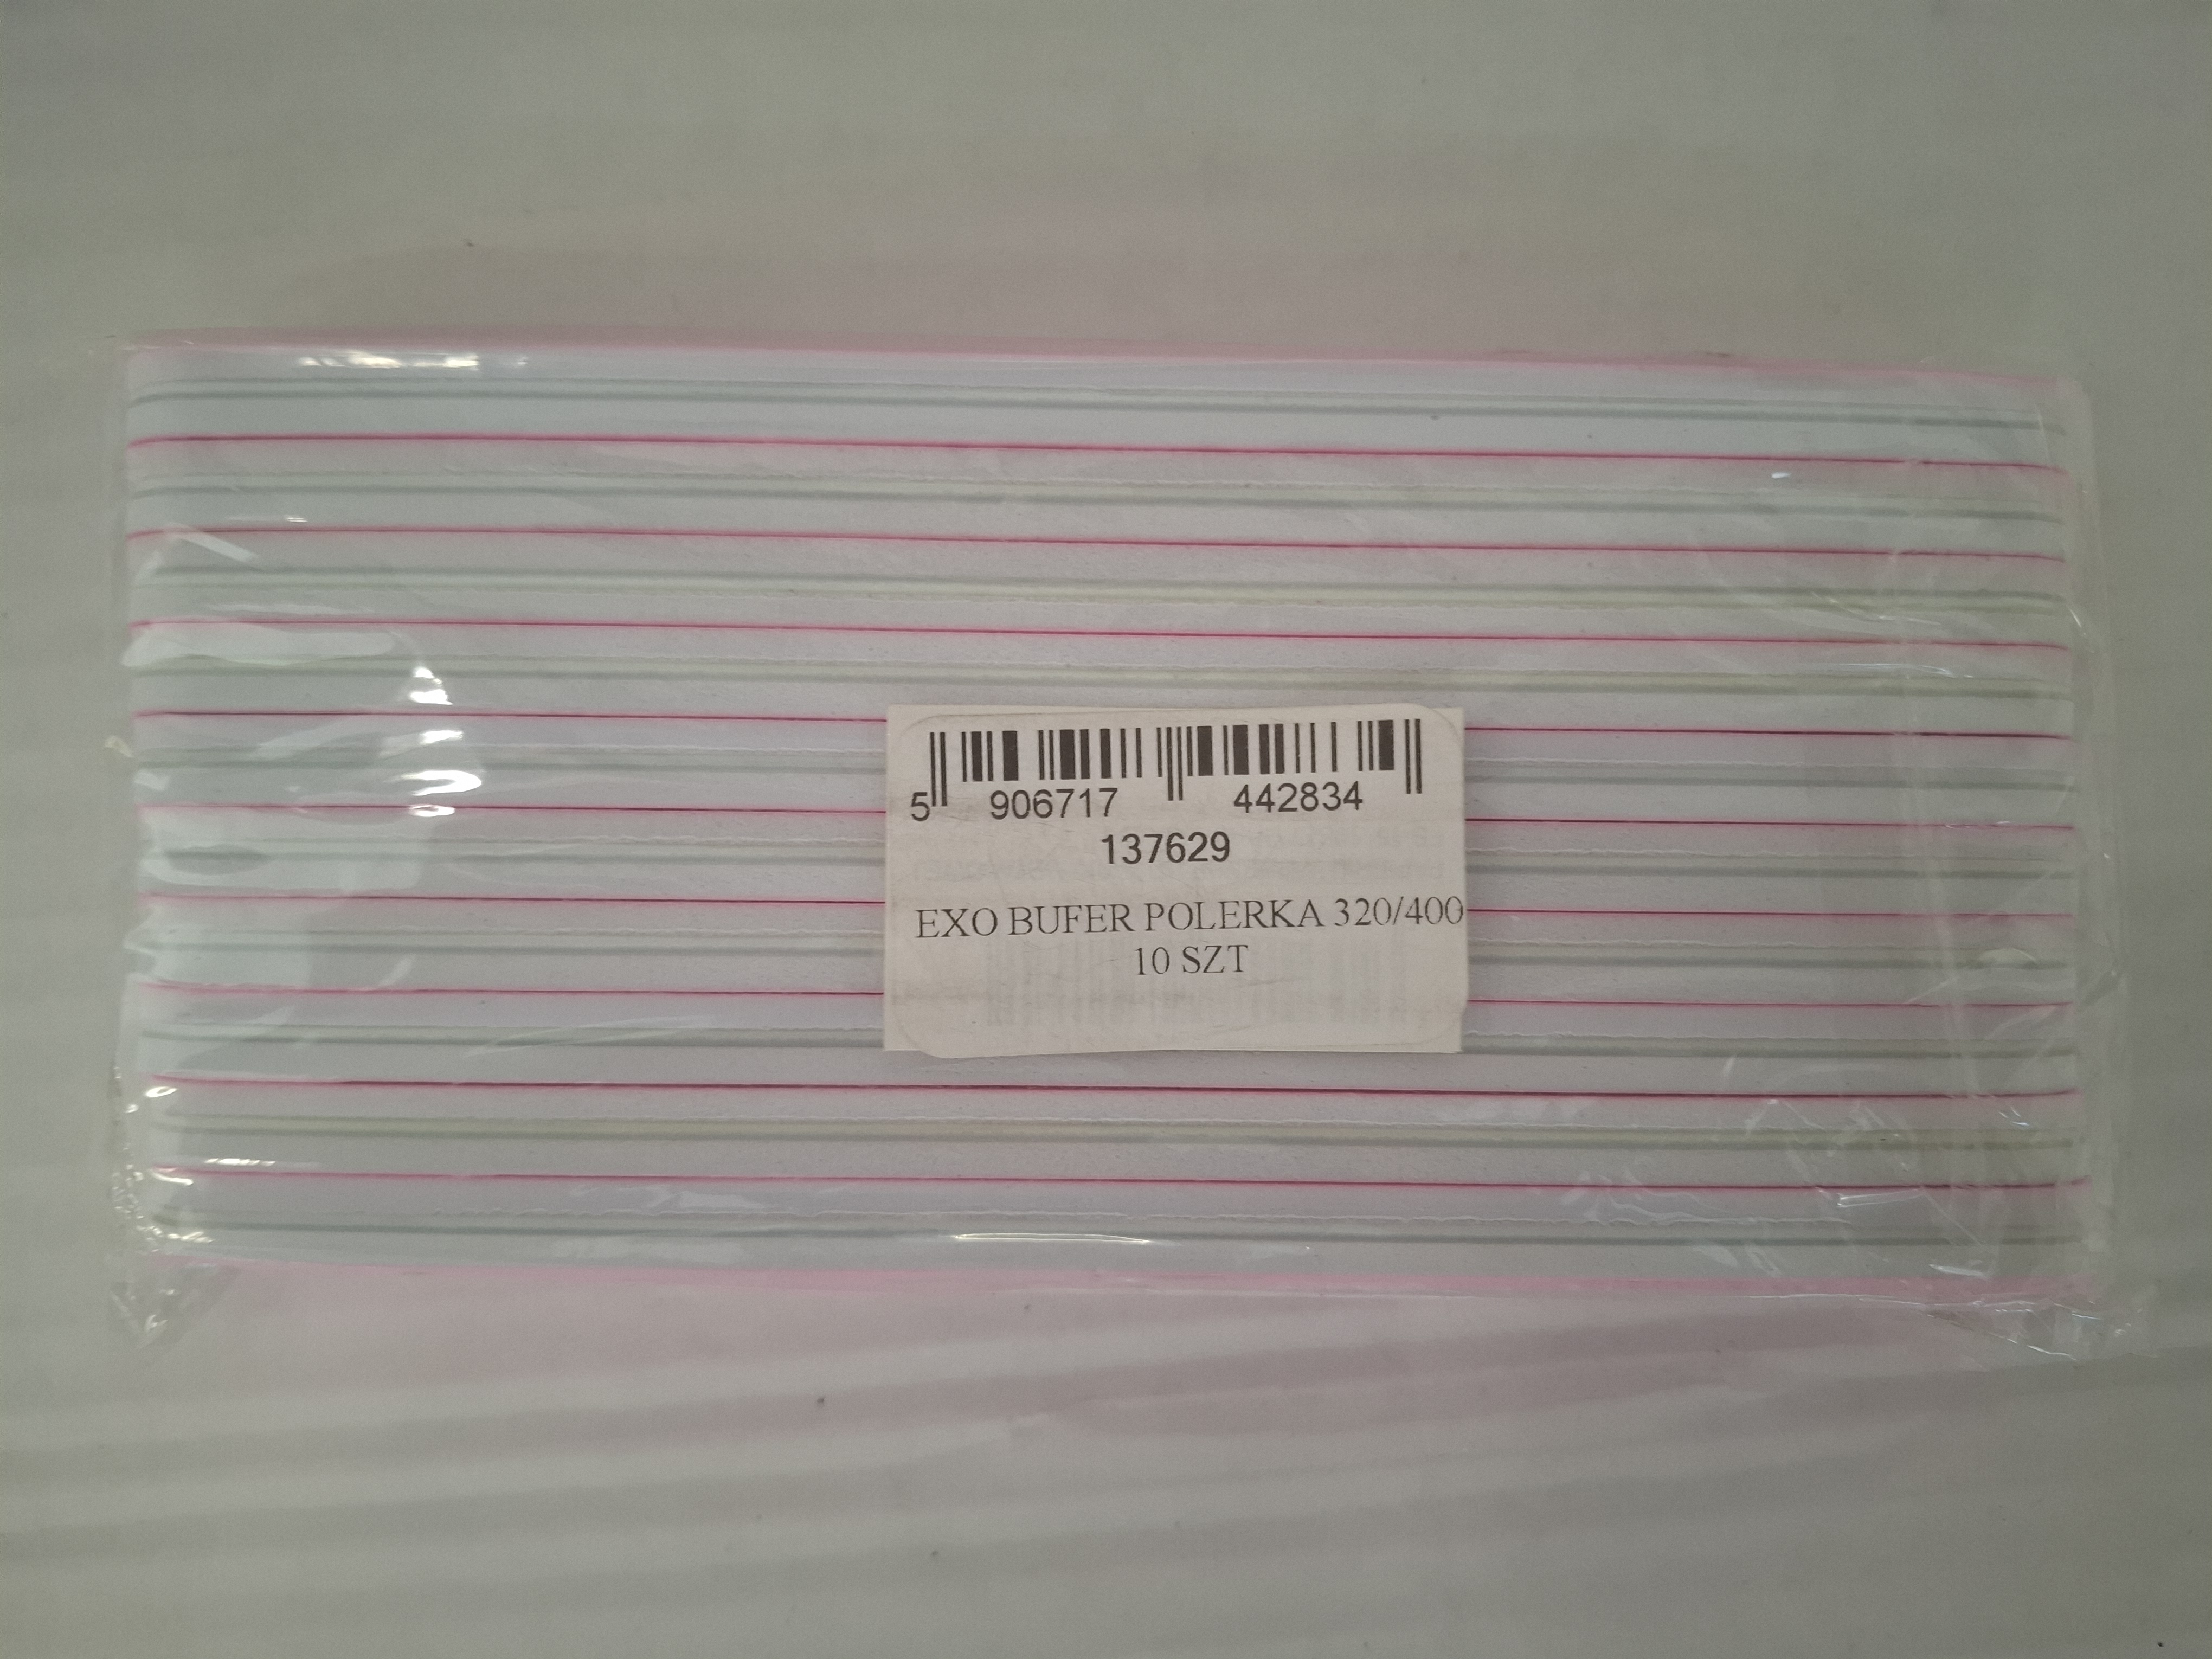 5 906717 442834
137629
EXO BUFER POLERKA 320/400
10 SZT